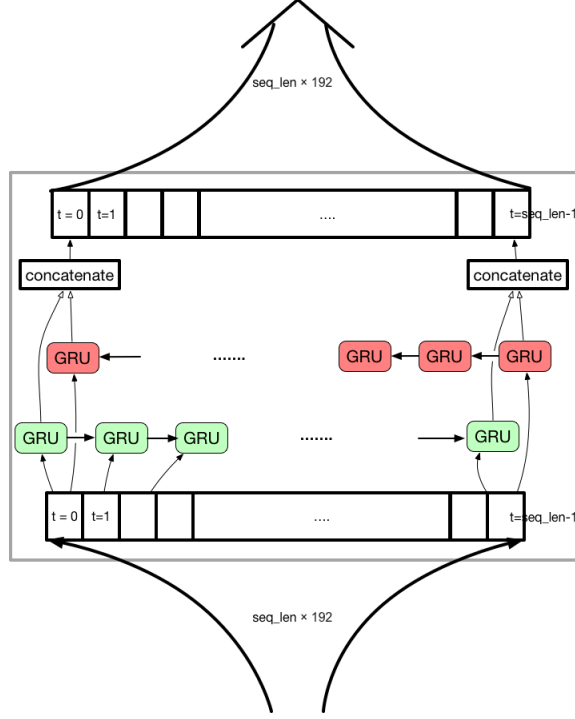 seq_len × 192
t = 0 t=1 .... t=seq_len-1
concatenate concatenate
GRU ....... GRU GRU GRU
GRU GRU GRU ....... GRU
t = 0 t=1 .... t=seq_len-1
seq_len × 192